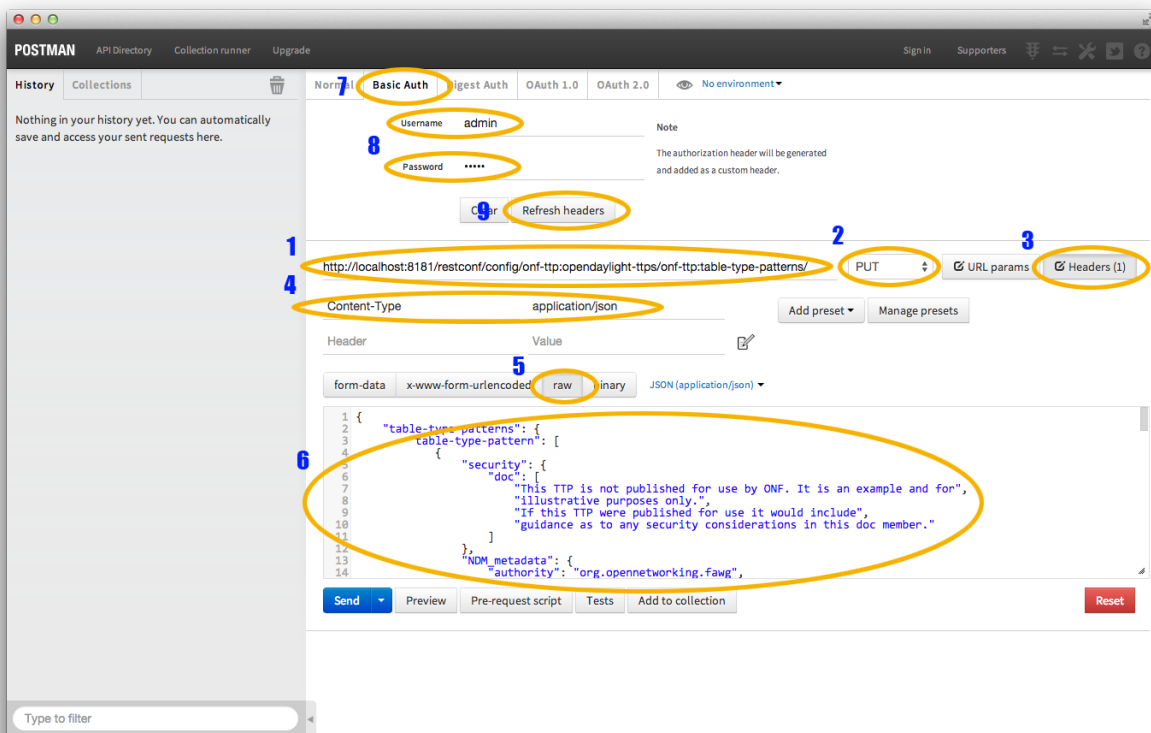 POSTMAN API Directory Collection runner Upgrade Sign in Supporters
History Collections
Nothing in your history yet. You can automatically
save and access your sent requests here.
Normal 7 Basic Auth Digest Auth OAuth 1.0 OAuth 2.0 No environment
Username admin
8
Password •••••
Note
The authorization header will be generated
and added as a custom header.
9 Refresh headers
1
http://localhost:8181/restconf/config/onf-ttp:opendaylight-ttps/onf-ttp:table-type-patterns/
2
PUT
URL params
3
Headers (1)
4
Content-Type application/json
Add preset Manage presets
Header Value
5
form-data x-www-form-urlencoded raw binary JSON (application/json)
6
1 {
2 "table-type-patterns": {
3 "table-type-pattern": [
4 {
5 "security": {
6 "doc": [
7 "This TTP is not published for use by ONF. It is an example and for",
8 "illustrative purposes only.",
9 "If this TTP were published for use it would include",
10 "guidance as to any security considerations in this doc member."
11 ]
12 },
13 "NDM_metadata": {
14 "authority": "org.opennetworking.fawg",
Send Preview Pre-request script Tests Add to collection Reset
Type to filter